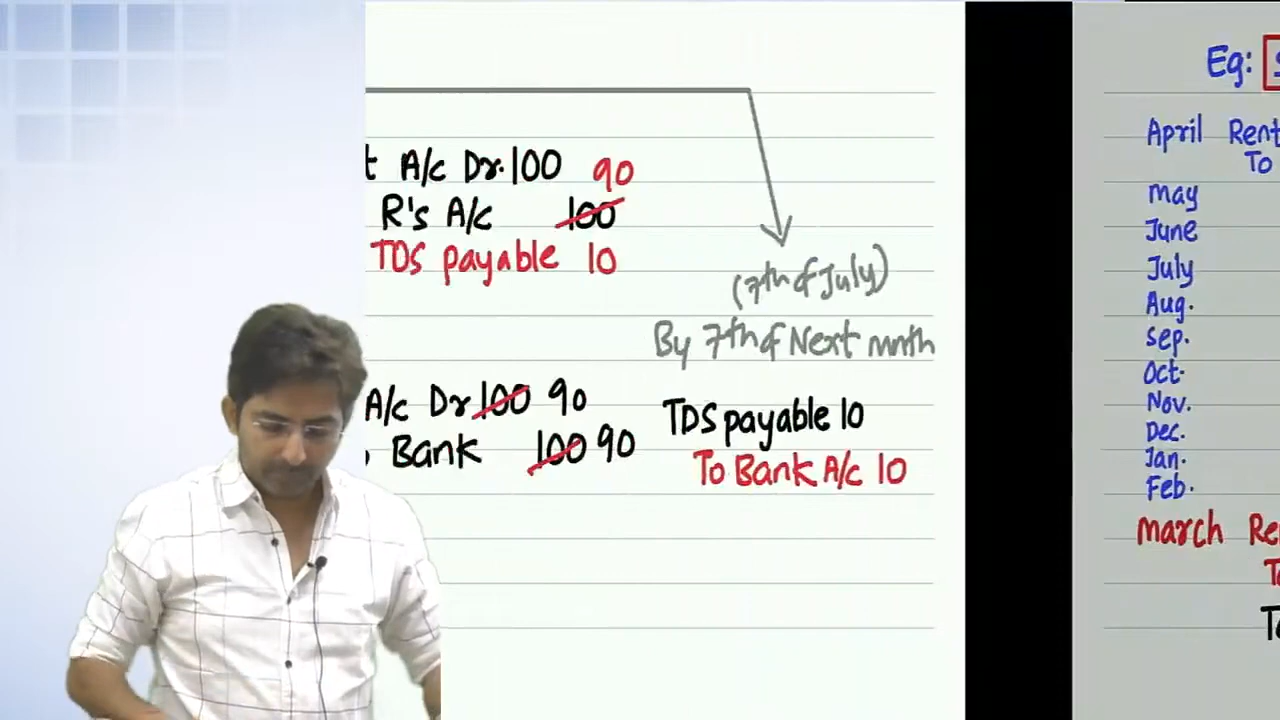 t A/c Dr. 100 90
R's A/c 100
TDS payable 10
(7th of July)
By 7th of Next mnth
A/c Dr 100 90
Bank 100 90
TDS payable 10
To Bank A/c 10
Eg:
April Rent
To
may
June
July
Aug.
Sep.
Oct.
Nov.
Dec.
Jan.
Feb.
march Re